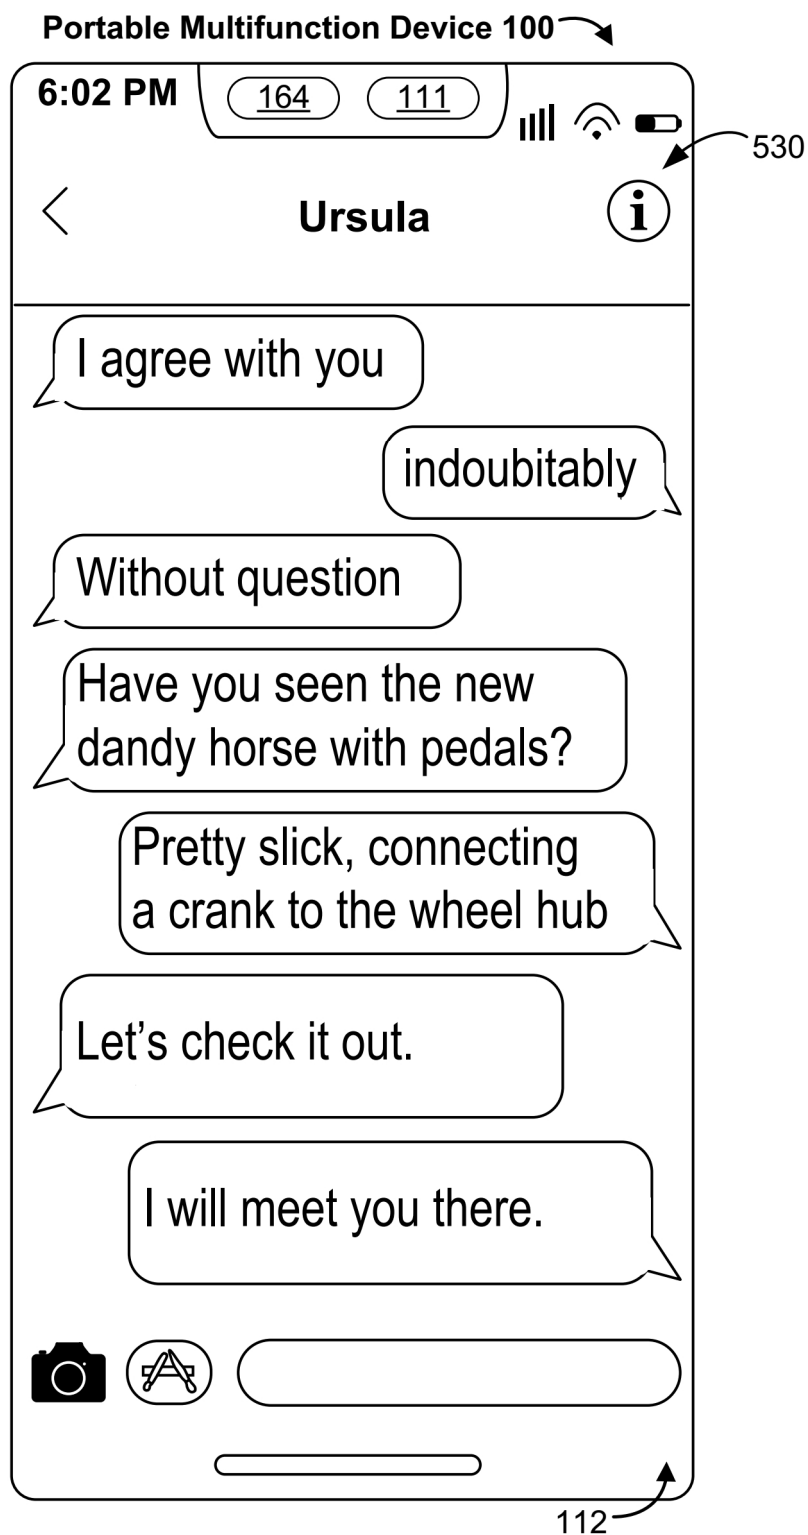 Portable Multifunction Device 100
6:02 PM
164
111
530
Ursula
i
I agree with you
indoubitably
Without question
Have you seen the new
dandy horse with pedals?
Pretty slick, connecting
a crank to the wheel hub
Let's check it out.
I will meet you there.
112